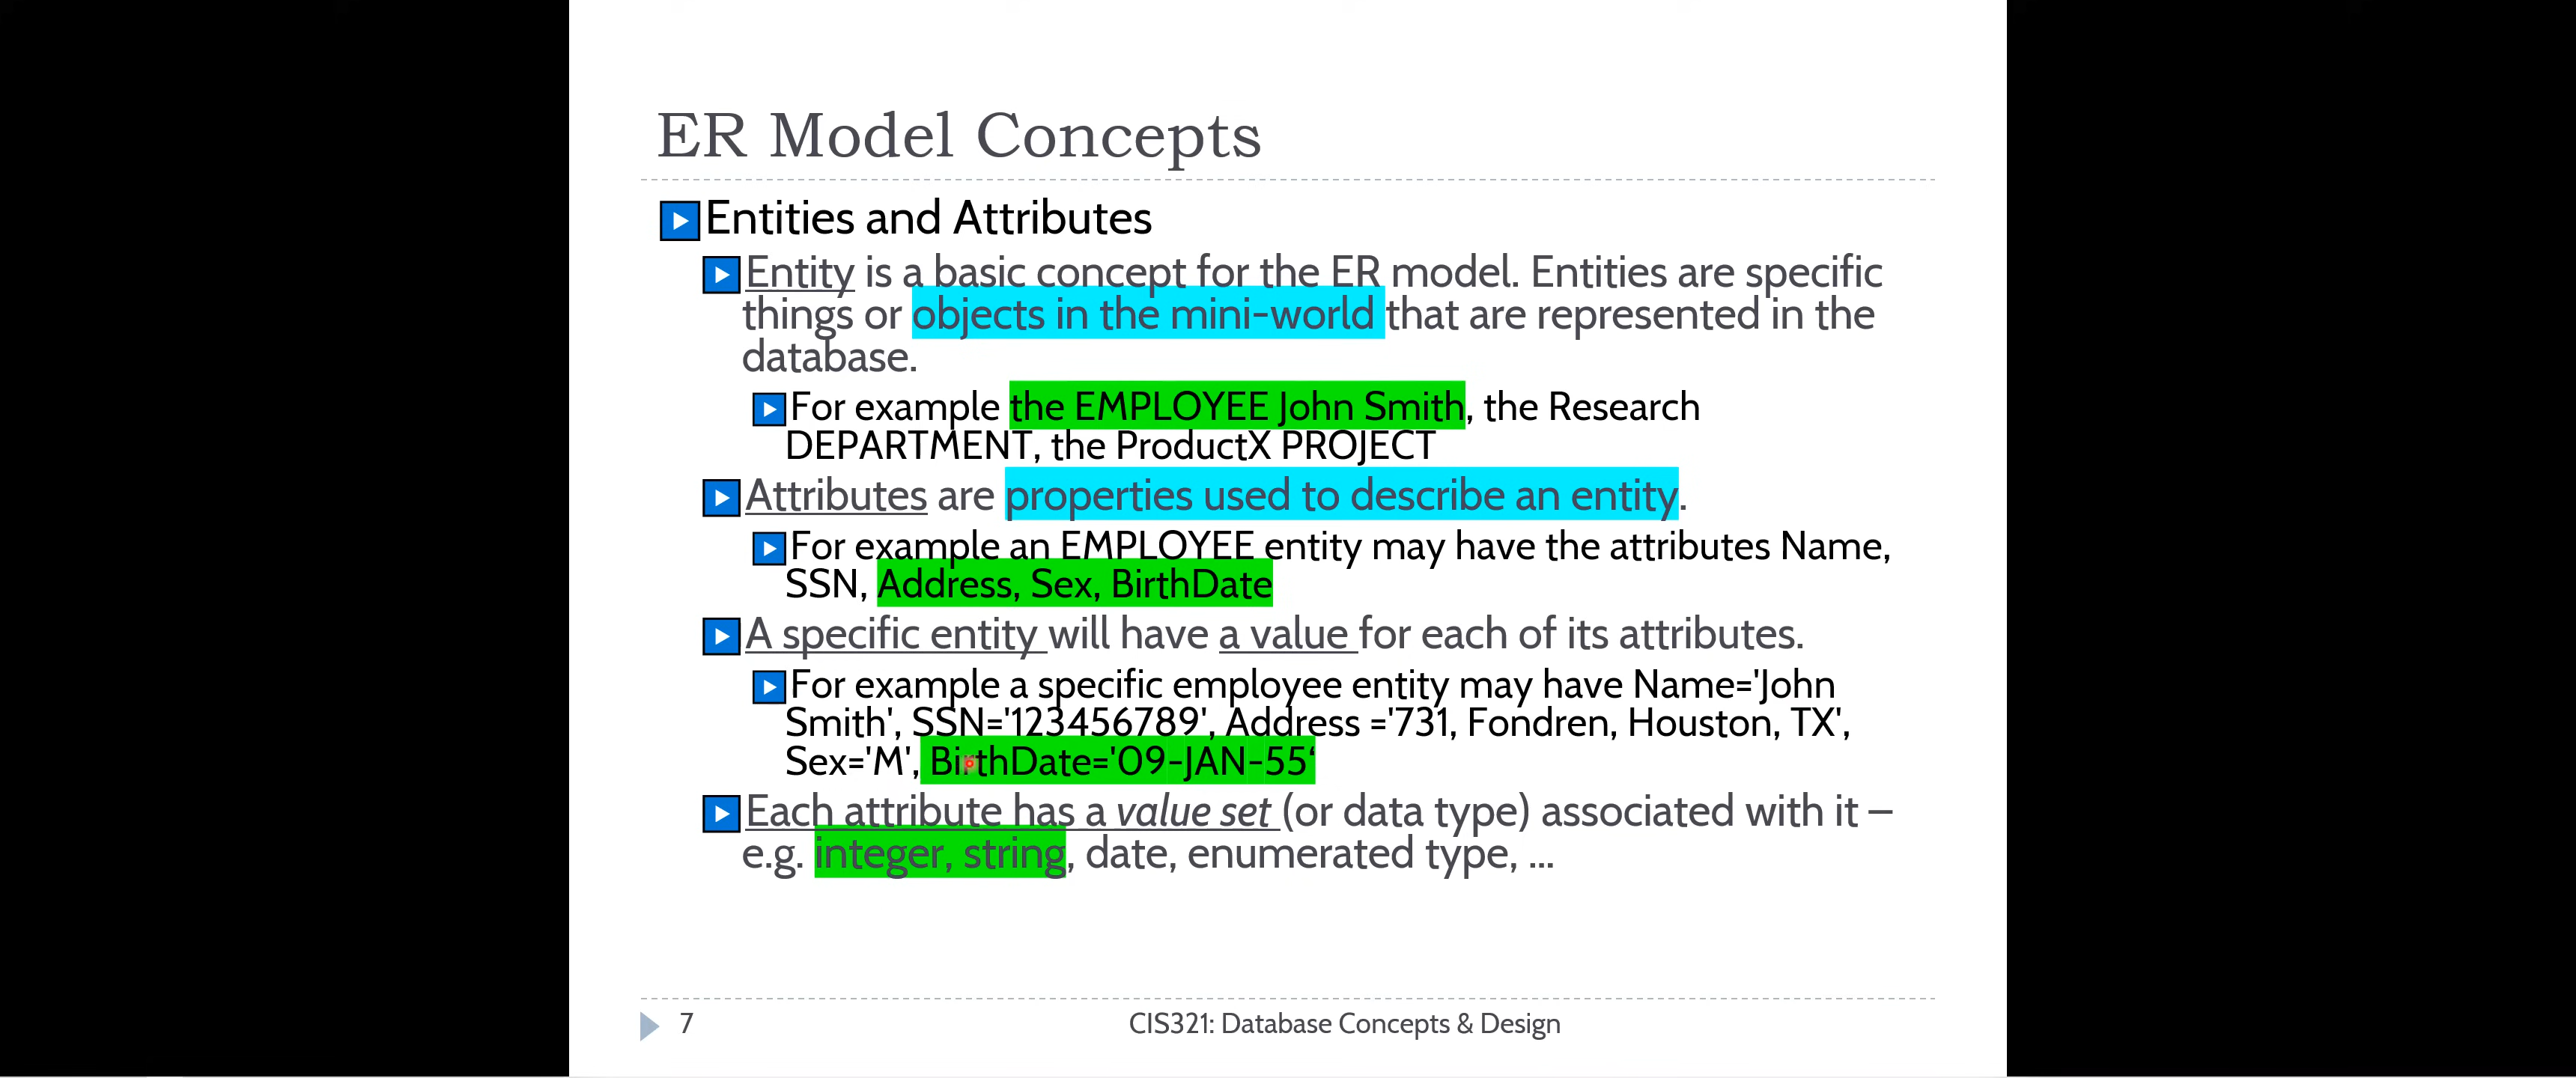 ER Model Concepts
Entities and Attributes
Entity is a basic concept for the ER model. Entities are specific
things or objects in the mini-world that are represented in the
database.
For example the EMPLOYEE John Smith, the Research
DEPARTMENT, the ProductX PROJECT
Attributes are properties used to describe an entity.
For example an EMPLOYEE entity may have the attributes Name,
SSN, Address, Sex, BirthDate
A specific entity will have a value for each of its attributes.
For example a specific employee entity may have Name='John
Smith', SSN='123456789', Address ='731, Fondren, Houston, TX',
Sex='M', BirthDate='09-JAN-55‘
Each attribute has a value set (or data type) associated with it –
e.g. integer, string, date, enumerated type, …
7
CIS321: Database Concepts & Design